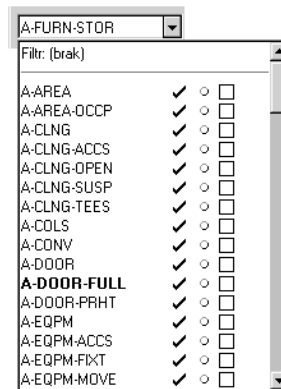 A-FURN-STOR
Filtr: (brak)
A-AREA
A-AREA-OCCP
A-CLNG
A-CLNG-ACCS
A-CLNG-OPEN
A-CLNG-SUSP
A-CLNG-TEES
A-COLS
A-CONV
A-DOOR
A-DOOR-FULL
A-DOOR-PRHT
A-EQPM
A-EQPM-ACCS
A-EQPM-FIXT
A-EQPM-MOVE